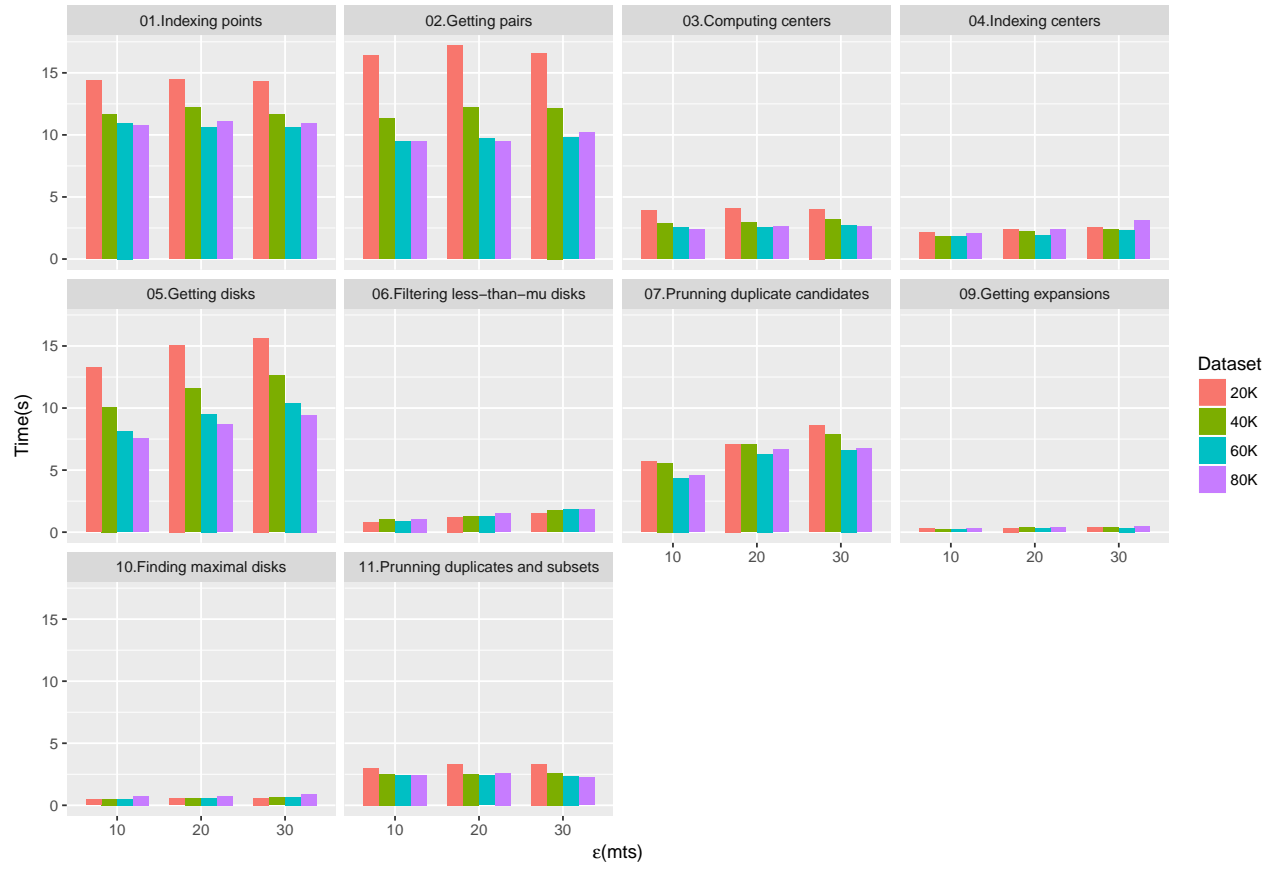 01.Indexing points
02.Getting pairs
03.Computing centers
04.Indexing centers
15
10
5
0
05.Getting disks
06.Filtering less−than−mu disks
07.Prunning duplicate candidates
09.Getting expansions
15
10
5
0
10 20 30
10 20 30
10.Finding maximal disks
11.Prunning duplicates and subsets
15
10
5
0
10 20 30
10 20 30
ε(mts)
Time(s)
Dataset
20K
40K
60K
80K